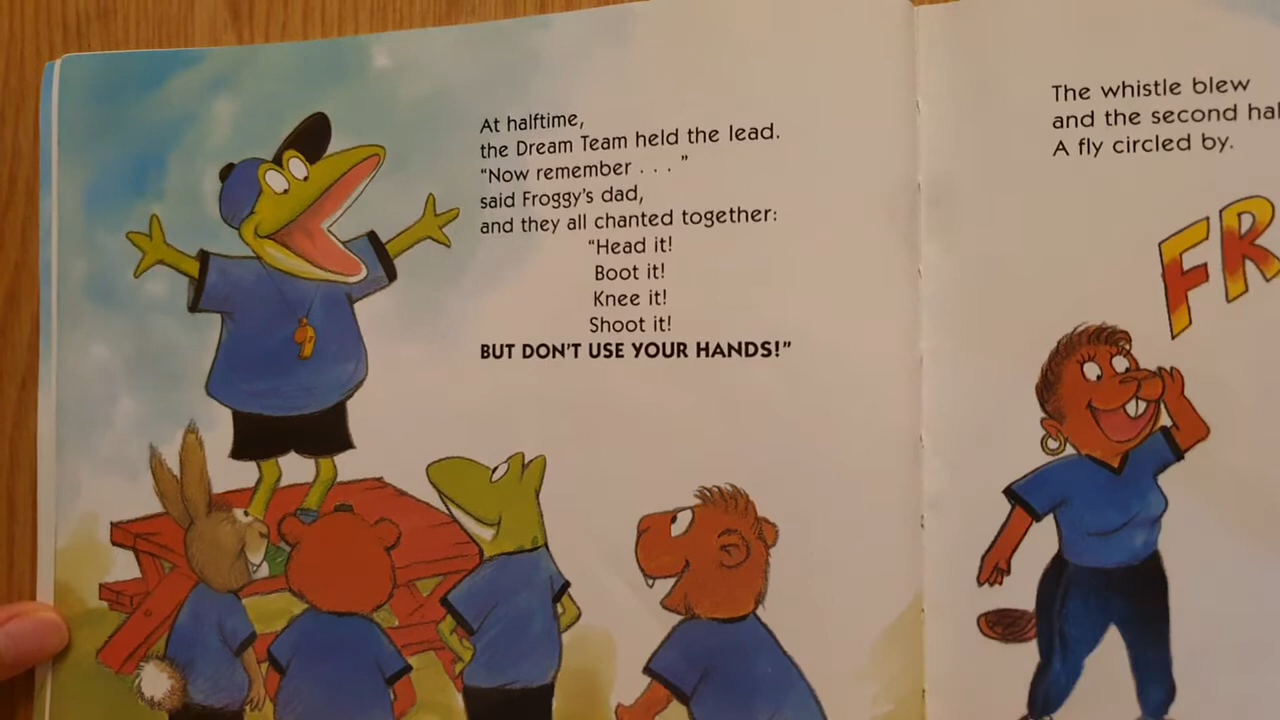 At halftime,
the Dream Team held the lead.
“Now remember . . . ”
said Froggy’s dad,
and they all chanted together:
“Head it!
Boot it!
Knee it!
Shoot it!
BUT DON’T USE YOUR HANDS!”
The whistle blew
and the second
A fly circled by.
FR